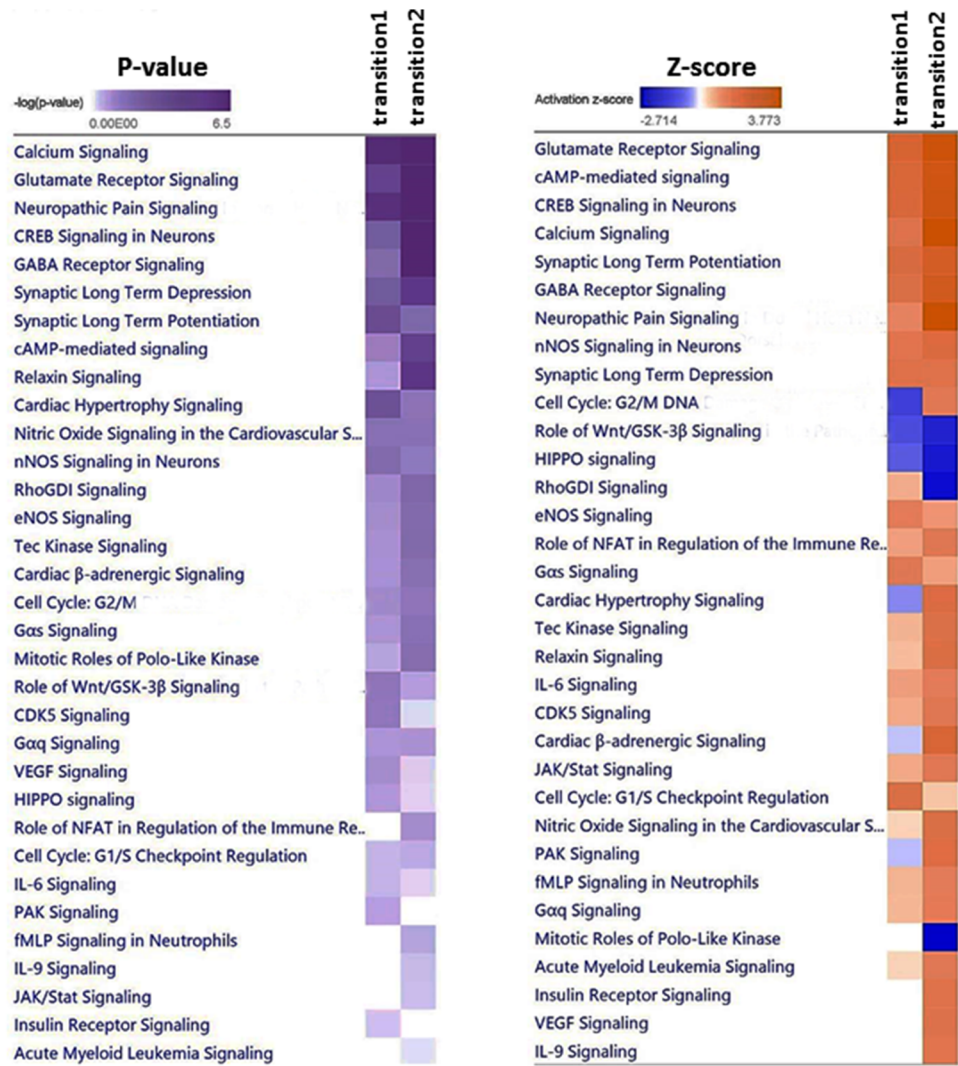 P-value
-log(p-value)
0.00E00 6.5
transition1
transition2
Calcium Signaling
Glutamate Receptor Signaling
Neuropathic Pain Signaling
CREB Signaling in Neurons
GABA Receptor Signaling
Synaptic Long Term Depression
Synaptic Long Term Potentiation
cAMP-mediated signaling
Relaxin Signaling
Cardiac Hypertrophy Signaling
Nitric Oxide Signaling in the Cardiovascular S...
nNOS Signaling in Neurons
RhoGDI Signaling
eNOS Signaling
Tec Kinase Signaling
Cardiac β-adrenergic Signaling
Cell Cycle: G2/M
Gαs Signaling
Mitotic Roles of Polo-Like Kinase
Role of Wnt/GSK-3β Signaling
CDK5 Signaling
Gαq Signaling
VEGF Signaling
HIPPO signaling
Role of NFAT in Regulation of the Immune Re..
Cell Cycle: G1/S Checkpoint Regulation
IL-6 Signaling
PAK Signaling
fMLP Signaling in Neutrophils
IL-9 Signaling
JAK/Stat Signaling
Insulin Receptor Signaling
Acute Myeloid Leukemia Signaling
Z-score
Activation z-score
-2.714 3.773
transition1
transition2
Glutamate Receptor Signaling
cAMP-mediated signaling
CREB Signaling in Neurons
Calcium Signaling
Synaptic Long Term Potentiation
GABA Receptor Signaling
Neuropathic Pain Signaling
nNOS Signaling in Neurons
Synaptic Long Term Depression
Cell Cycle: G2/M DNA
Role of Wnt/GSK-3β Signaling
HIPPO signaling
RhoGDI Signaling
eNOS Signaling
Role of NFAT in Regulation of the Immune Re..
Gαs Signaling
Cardiac Hypertrophy Signaling
Tec Kinase Signaling
Relaxin Signaling
IL-6 Signaling
CDK5 Signaling
Cardiac β-adrenergic Signaling
JAK/Stat Signaling
Cell Cycle: G1/S Checkpoint Regulation
Nitric Oxide Signaling in the Cardiovascular S...
PAK Signaling
fMLP Signaling in Neutrophils
Gαq Signaling
Mitotic Roles of Polo-Like Kinase
Acute Myeloid Leukemia Signaling
Insulin Receptor Signaling
VEGF Signaling
IL-9 Signaling